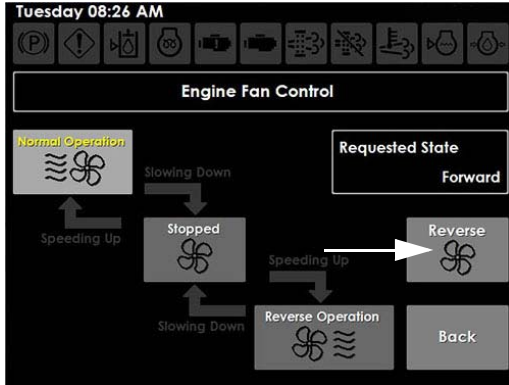 Tuesday 08:26 AM
Engine Fan Control
Normal Operation
Requested State
Forward
Slowing Down
Speeding Up
Stopped
Reverse
Speeding Up
Slowing Down
Reverse Operation
Back